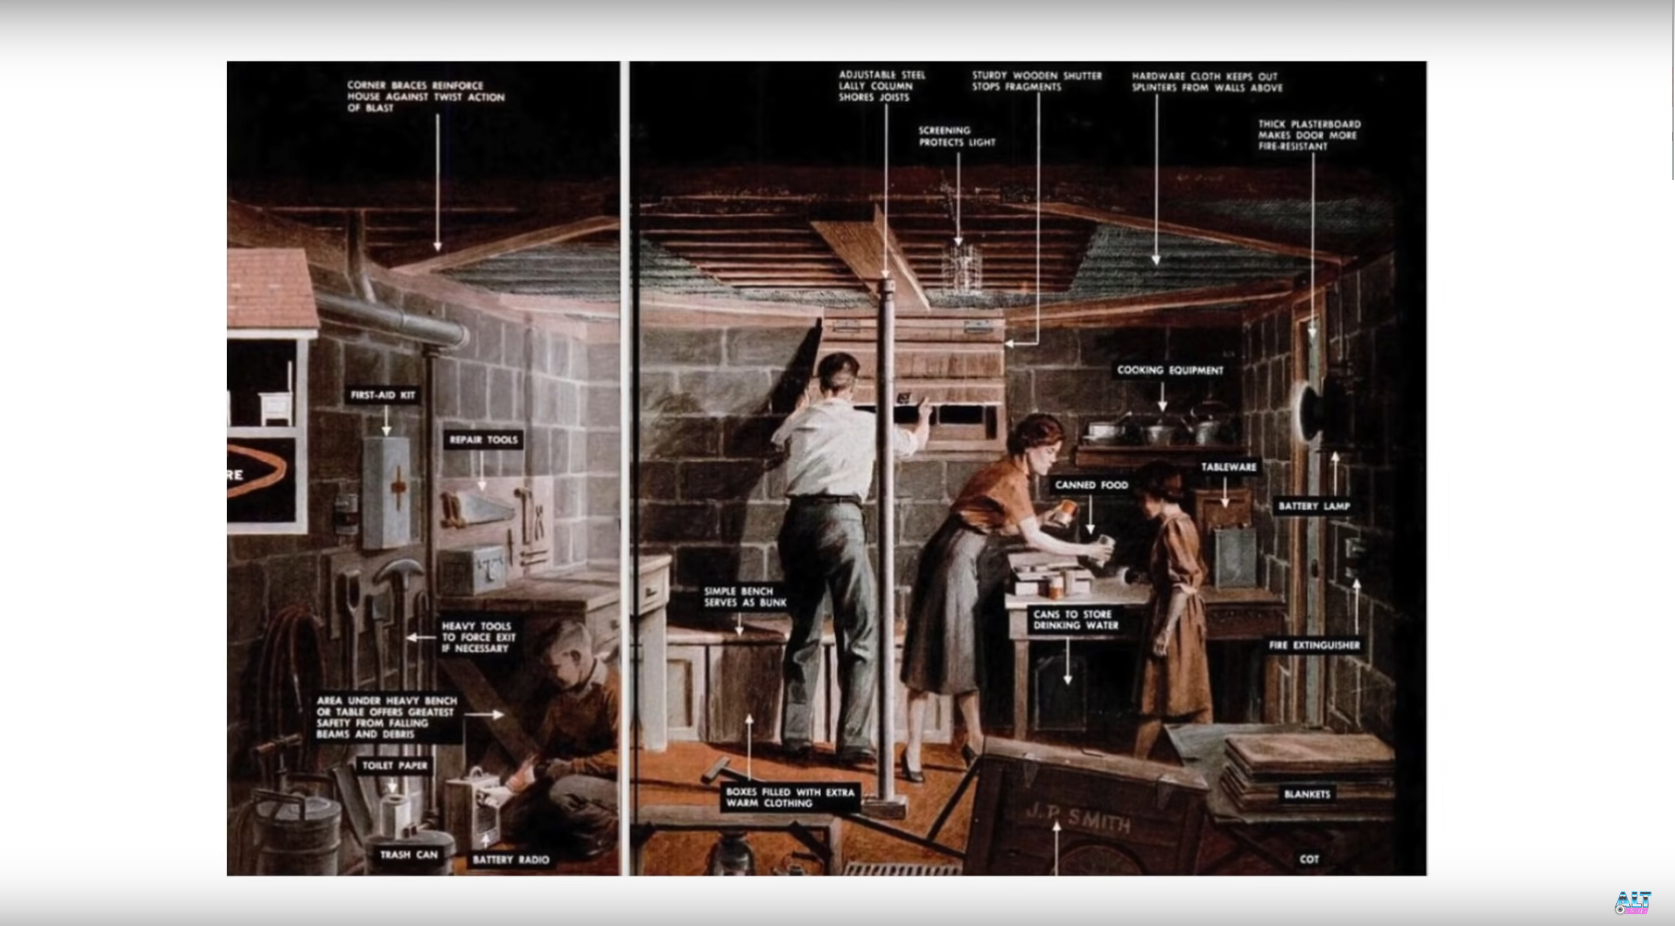 CORNER BRACES REINFORCE
HOUSE AGAINST TWIST ACTION
OF BLAST
ADJUSTABLE STEEL
LALLY COLUMN
SHORES JOISTS
STURDY WOODEN SHUTTER
STOPS FRAGMENTS
HARDWARE CLOTH KEEPS OUT
SPLINTERS FROM WALLS ABOVE
SCREENING
PROTECTS LIGHT
THICK PLASTERBOARD
MAKES DOOR MORE
FIRE-RESISTANT
FIRST-AID KIT
REPAIR TOOLS
RE
COOKING EQUIPMENT
TABLEWARE
CANNED FOOD
BATTERY LAMP
SIMPLE BENCH
SERVES AS BUNK
CANS TO STORE
DRINKING WATER
HEAVY TOOLS
TO FORCE EXIT
IF NECESSARY
FIRE EXTINGUISHER
AREA UNDER HEAVY BENCH
OR TABLE OFFERS GREATEST
SAFETY FROM FALLING
BEAMS AND DEBRIS
TOILET PAPER
BOXES FILLED WITH EXTRA
WARM CLOTHING
BLANKETS
J. P. SMITH
TRASH CAN
BATTERY RADIO
COT
ALT